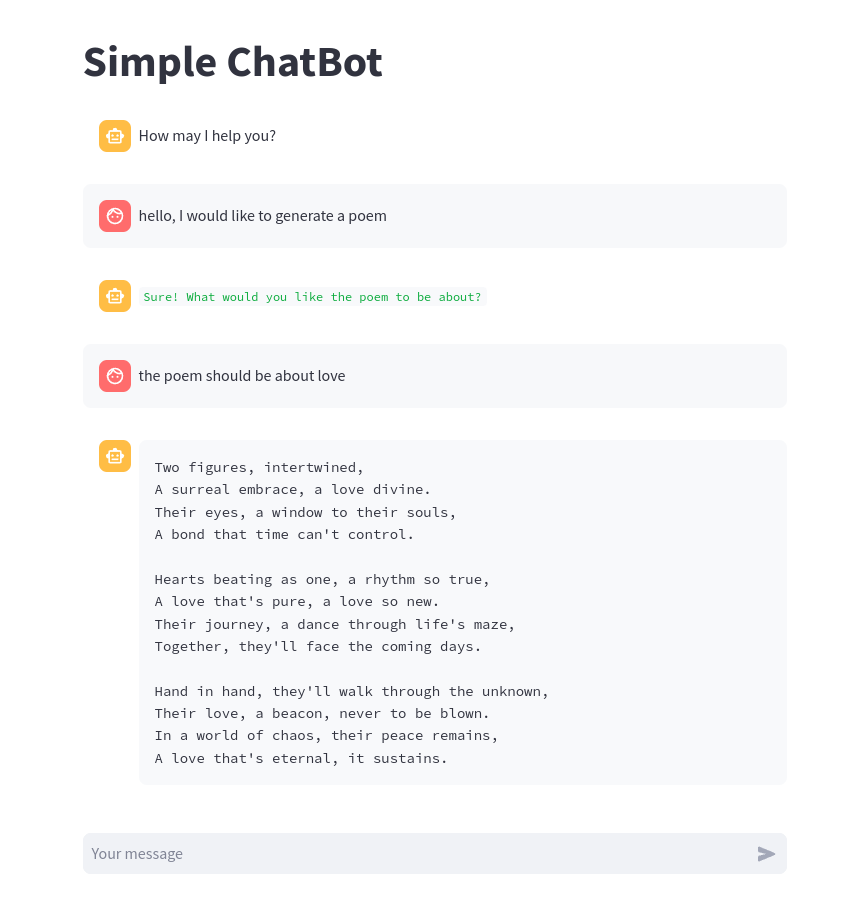 Simple ChatBot
How may I help you?
hello, I would like to generate a poem
Sure! What would you like the poem to be about?
the poem should be about love
Two figures, intertwined,
A surreal embrace, a love divine.
Their eyes, a window to their souls,
A bond that time can't control.
Hearts beating as one, a rhythm so true,
A love that's pure, a love so new.
Their journey, a dance through life's maze,
Together, they'll face the coming days.
Hand in hand, they'll walk through the unknown,
Their love, a beacon, never to be blown.
In a world of chaos, their peace remains,
A love that's eternal, it sustains.
Your message